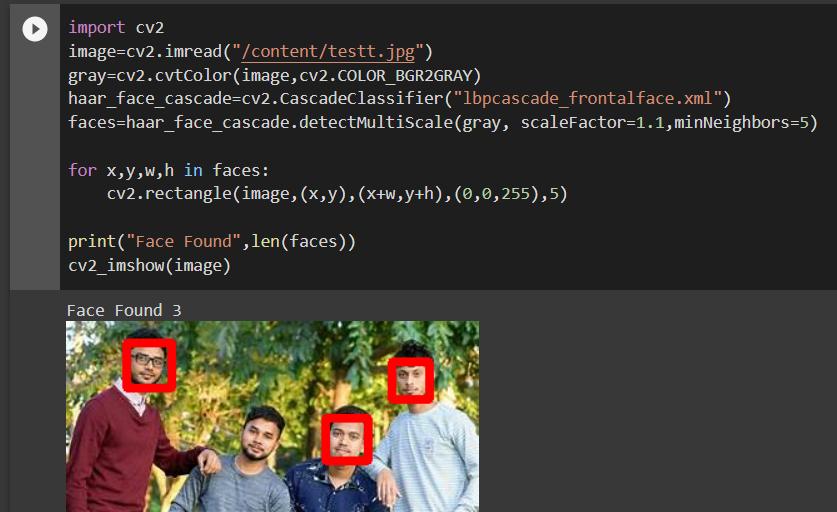 import cv2
image=cv2.imread("/content/testt.jpg")
gray=cv2.cvtColor(image,cv2.COLOR_BGR2GRAY)
haar_face_cascade=cv2.CascadeClassifier("lbpcascade_frontalface.xml")
faces=haar_face_cascade.detectMultiScale(gray, scaleFactor=1.1,minNeighbors=5)
for x,y,w,h in faces:
    cv2.rectangle(image,(x,y),(x+w,y+h),(0,0,255),5)
print("Face Found",len(faces))
cv2_imshow(image)
Face Found 3